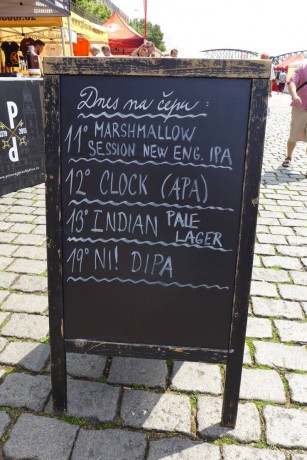 Dnes na čepu:
11° MARSHMALLOW
SESSION NEW ENG. IPA
12° CLOCK (APA)
13° INDIAN PALE
LAGER
19° NI! DIPA